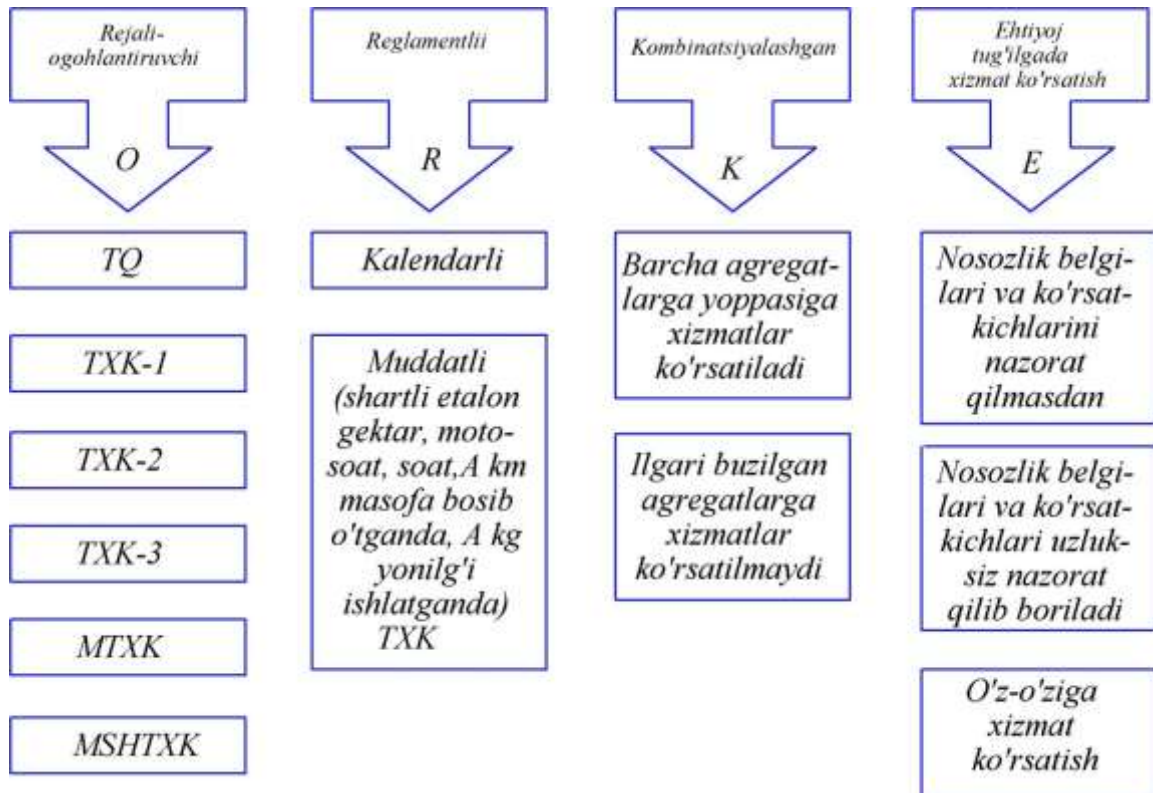 Rejali-
ogohlantiruvchi
O
TQ
TXK-1
TXK-2
TXK-3
MTXK
MSHTXK
Reglamentlii
R
Kalendarli
Muddatli
(shartli etalon
gektar, moto-
soat, soat,A km
masofa bosib
o'tganda, A kg
yonilg'i
ishlatganda)
TXK
Kombinatsiyalashgan
K
Barcha agregat-
larga yoppasiga
xizmatlar
ko'rsatiladi
Ilgari buzilgan
agregatlarga
xizmatlar
ko'rsatilmaydi
Ehtiyoj
tug'ilgada
xizmat ko'rsatish
E
Nosozlik belgi-
lari va ko'rsat-
kichlarini
nazorat
qilmasdan
Nosozlik belgi-
lari va ko'rsat-
kichlari uzluk-
siz nazorat
qilib boriladi
O'z-o'ziga
xizmat
ko'rsatish